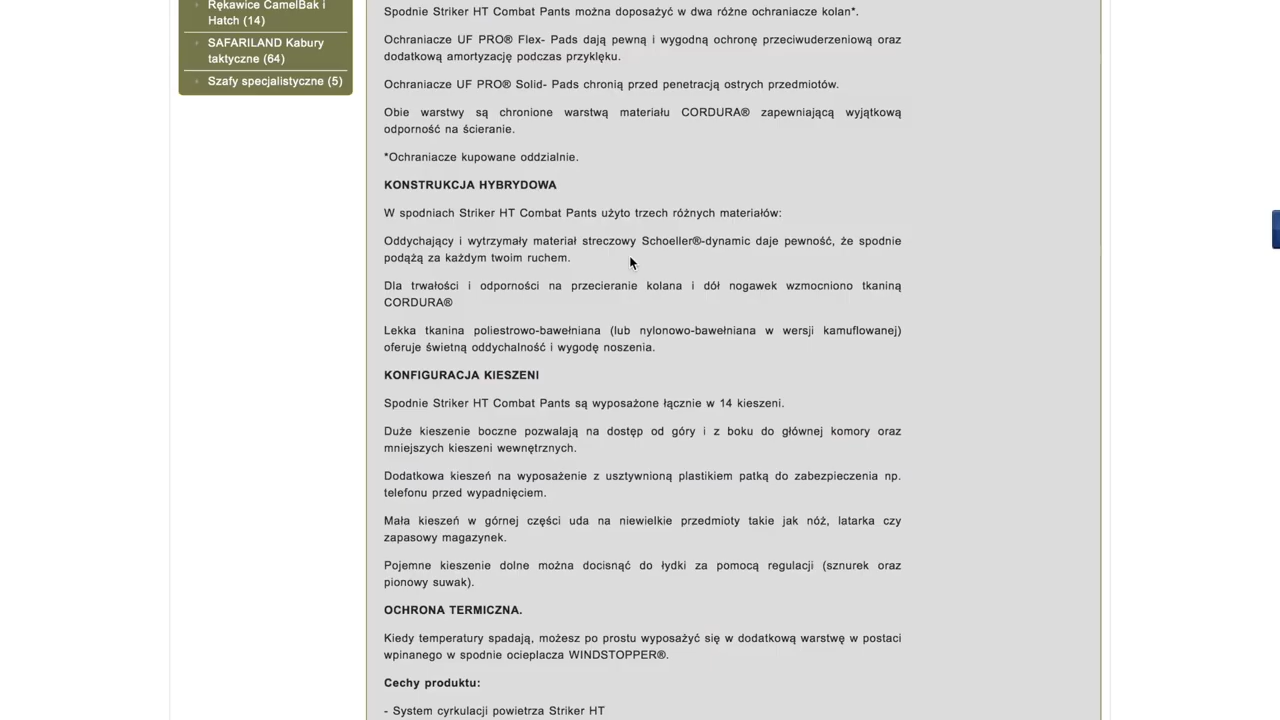 Rękawice CamelBak i
Hatch (14)
SAFARILAND Kabury
taktyczne (64)
Szafy specjalistyczne (5)
Spodnie Striker HT Combat Pants można doposażyć w dwa różne ochraniacze kolan*.
Ochraniacze UF PRO® Flex- Pads dają pewną i wygodną ochronę przeciwuderzeniową oraz
dodatkową amortyzację podczas przyklęku.
Ochraniacze UF PRO® Solid- Pads chronią przed penetracją ostrych przedmiotów.
Obie warstwy są chronione warstwą materiału CORDURA® zapewniającą wyjątkową
odporność na ścieranie.
*Ochraniacze kupowane oddzialnie.
KONSTRUKCJA HYBRYDOWA
W spodniach Striker HT Combat Pants użyto trzech różnych materiałów:
Oddychający i wytrzymały materiał streczowy Schoeller®-dynamic daje pewność, że spodnie
podążą za każdym twoim ruchem.
Dla trwałości i odporności na przecieranie kolana i dół nogawek wzmocniono tkaniną
CORDURA®
Lekka tkanina poliestrowo-bawełniana (lub nylonowo-bawełniana w wersji kamuflowanej)
oferuje świetną oddychalność i wygodę noszenia.
KONFIGURACJA KIESZENI
Spodnie Striker HT Combat Pants są wyposażone łącznie w 14 kieszeni.
Duże kieszenie boczne pozwalają na dostęp od góry i z boku do głównej komory oraz
mniejszych kieszeni wewnętrznych.
Dodatkowa kieszeń na wyposażenie z usztywnioną plastikiem patką do zabezpieczenia np.
telefonu przed wypadnięciem.
Mała kieszeń w górnej części uda na niewielkie przedmioty takie jak nóż, latarka czy
zapasowy magazynek.
Pojemne kieszenie dolne można docisnąć do łydki za pomocą regulacji (sznurek oraz
pionowy suwak).
OCHRONA TERMICZNA.
Kiedy temperatury spadają, możesz po prostu wyposażyć się w dodatkową warstwę w postaci
wpinanego w spodnie ocieplacza WINDSTOPPER®.
Cechy produktu:
- System cyrkulacji powietrza Striker HT